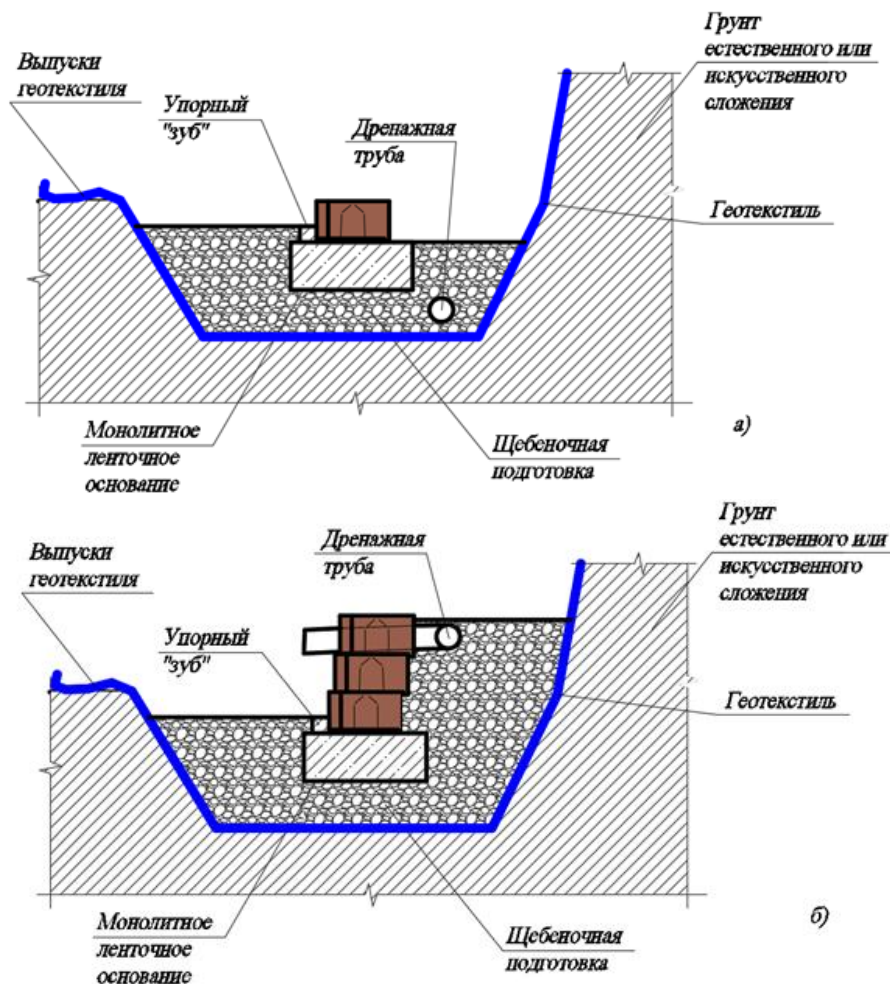 Грунт
естественного или
искусственного
сложения
Выпуски
геотекстиля
Упорный
"зуб"
Дренажная
труба
Геотекстиль
а)
Монолитное
ленточное
основание
Щебеночная
подготовка
Грунт
естественного или
искусственного
сложения
Выпуски
геотекстиля
Дренажная
труба
Упорный
"зуб"
Геотекстиль
б)
Монолитное
ленточное
основание
Щебеночная
подготовка